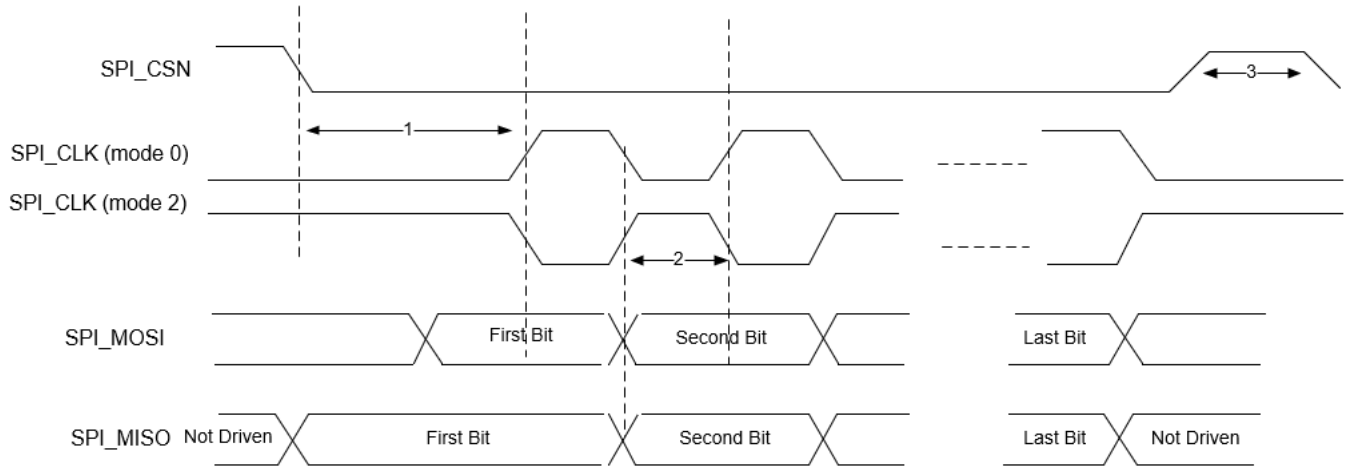 SPI_CSN
3
1
SPI_CLK (mode 0)
SPI_CLK (mode 2)
2
SPI_MOSI First Bit Second Bit Last Bit
SPI_MISO Not Driven First Bit Second Bit Last Bit Not Driven